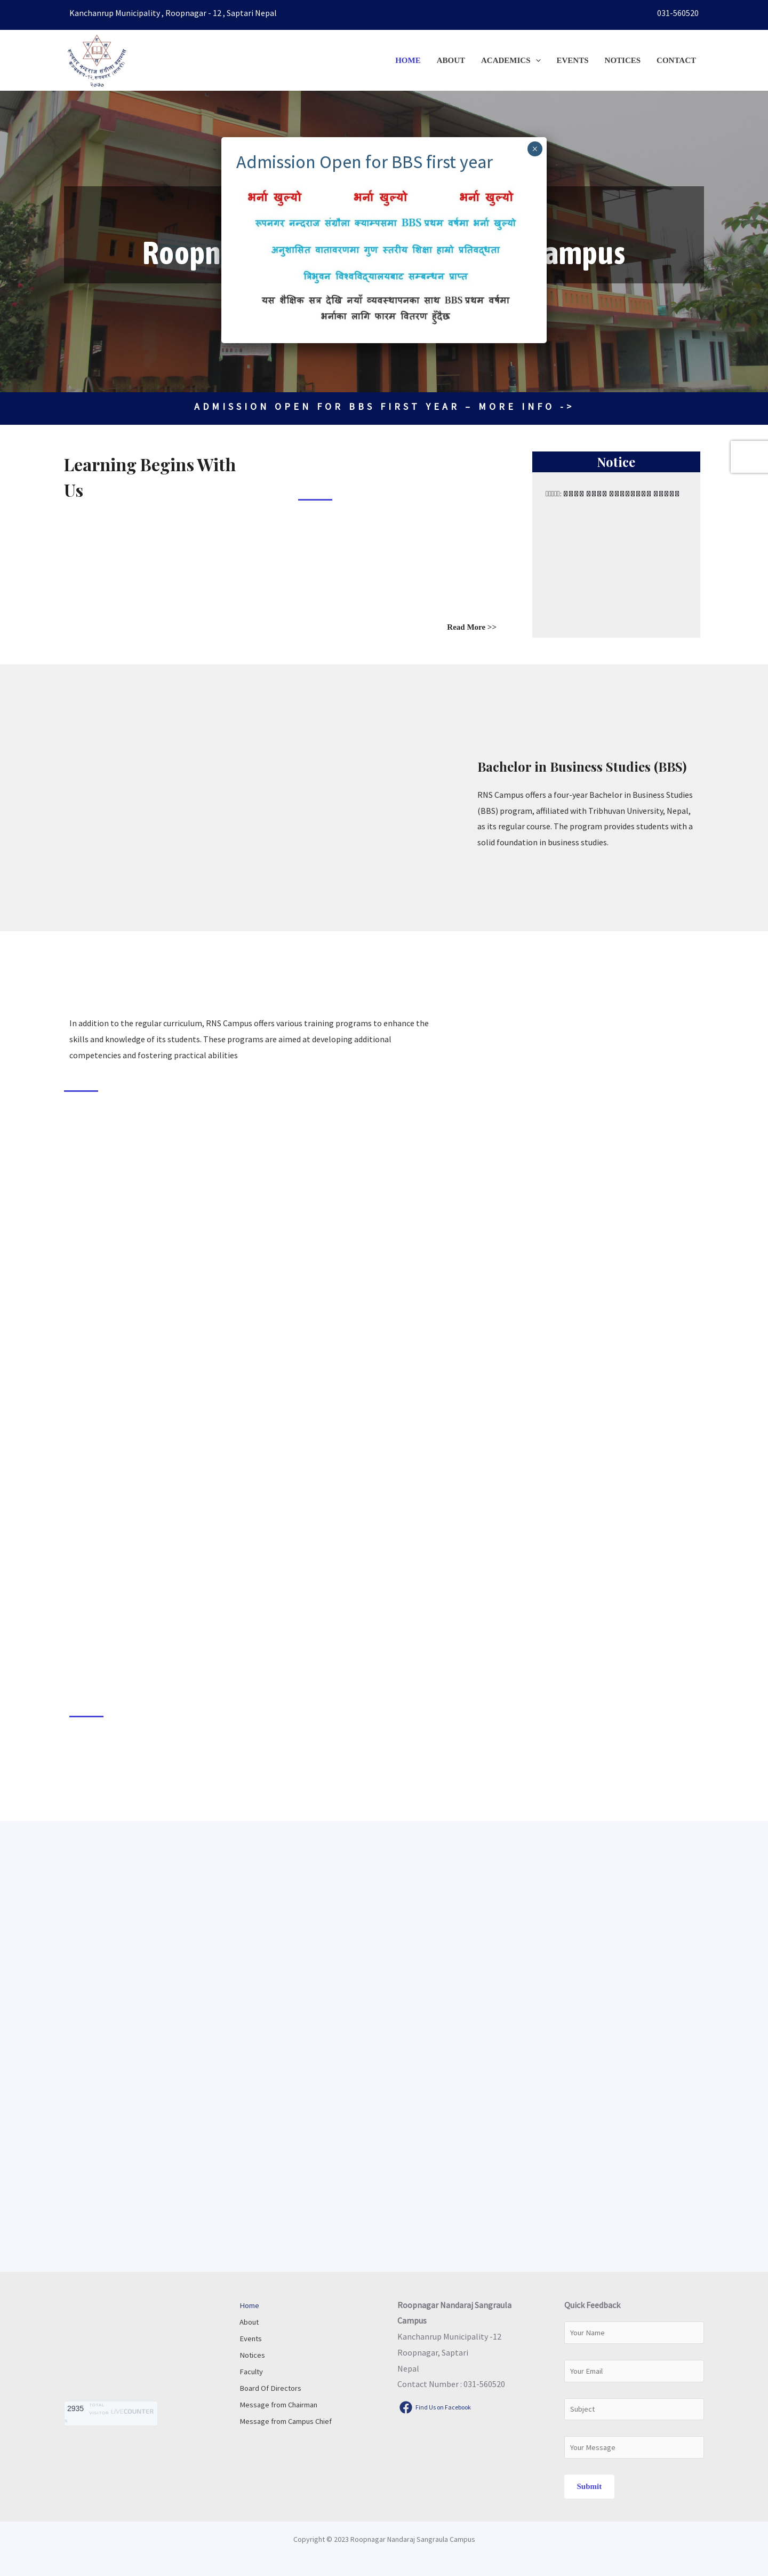 Kanchanrup Municipality , Roopnagar - 12 , Saptari Nepal
031-560520
HOME ABOUT ACADEMICS EVENTS NOTICES CONTACT
Admission Open for BBS first year
×
भर्ना खुल्यो भर्ना खुल्यो भर्ना खुल्यो
रूपनगर नन्दराज संग्रौला क्याम्पसमा BBS प्रथम वर्षमा भर्ना खुल्यो
अनुशासित वातावरणमा गुण स्तरीय शिक्षा हाम्रो प्रतिवद्धता
त्रिभुवन विश्वविद्यालयबाट सम्बन्धन प्राप्त
यस शैक्षिक सत्र देखि नयाँ व्यवस्थापनका साथ BBS प्रथम वर्षमा
भर्नाका लागि फारम वितरण हुँदैछ
ADMISSION OPEN FOR BBS FIRST YEAR – MORE INFO ->
Learning Begins With
Us
Notice
Read More >>
Bachelor in Business Studies (BBS)
RNS Campus offers a four-year Bachelor in Business Studies
(BBS) program, affiliated with Tribhuvan University, Nepal,
as its regular course. The program provides students with a
solid foundation in business studies.
In addition to the regular curriculum, RNS Campus offers various training programs to enhance the
skills and knowledge of its students. These programs are aimed at developing additional
competencies and fostering practical abilities
2935 TOTAL
VISITOR LIVECOUNTER
Home
About
Events
Notices
Faculty
Board Of Directors
Message from Chairman
Message from Campus Chief
Roopnagar Nandaraj Sangraula
Campus
Kanchanrup Municipality -12
Roopnagar, Saptari
Nepal
Contact Number : 031-560520
Find Us on Facebook
Quick Feedback
Your Name
Your Email
Subject
Your Message
Submit
Copyright © 2023 Roopnagar Nandaraj Sangraula Campus